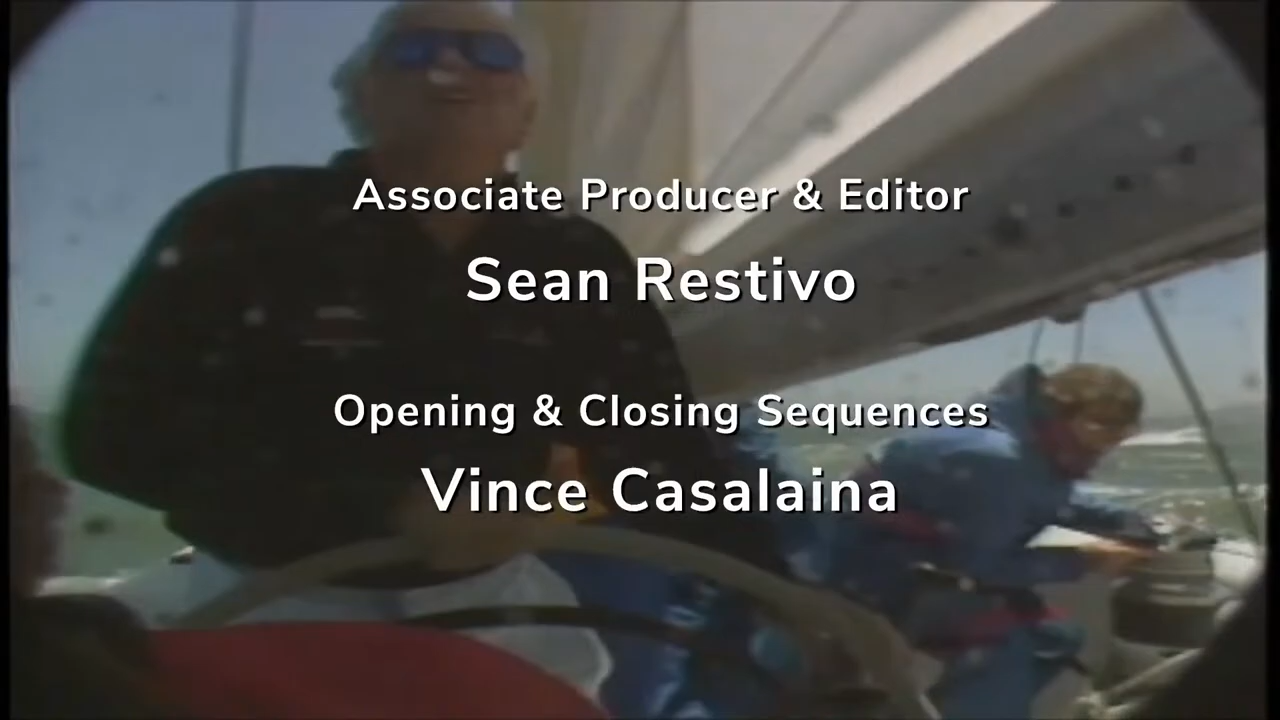 Associate Producer & Editor
Sean Restivo
Opening & Closing Sequences
Vince Casalaina